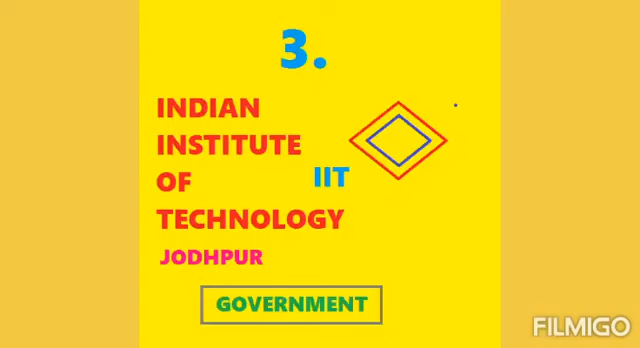 3.
INDIAN
INSTITUTE
OF
IIT
TECHNOLOGY
JODHPUR
GOVERNMENT
FILMIGO